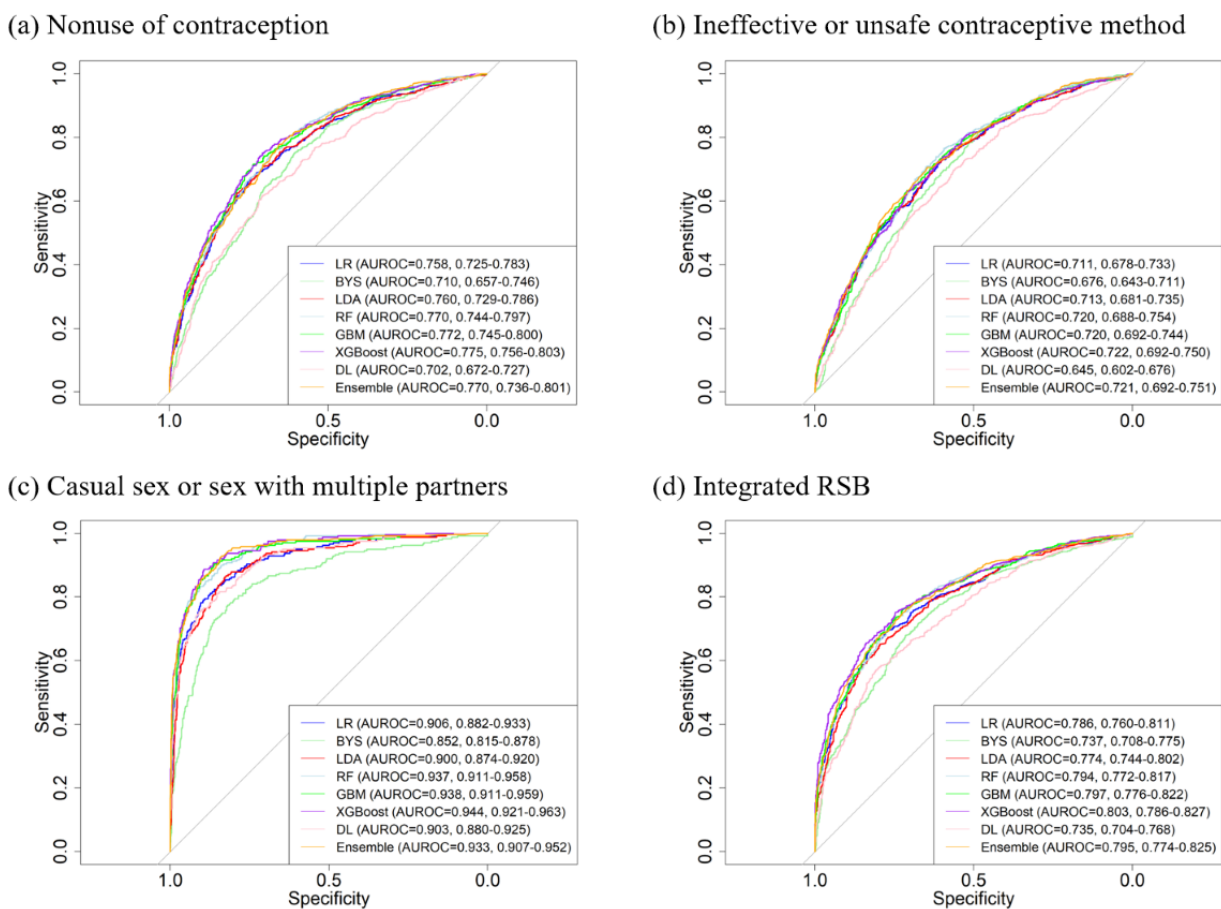 (a) Nonuse of contraception
1.0
0.8
0.6
0.4
0.2
0.0
Sensitivity
LR (AUROC=0.758, 0.725-0.783)
BYS (AUROC=0.710, 0.657-0.746)
LDA (AUROC=0.760, 0.729-0.786)
RF (AUROC=0.770, 0.744-0.797)
GBM (AUROC=0.772, 0.745-0.800)
XGBoost (AUROC=0.775, 0.756-0.803)
DL (AUROC=0.702, 0.672-0.727)
Ensemble (AUROC=0.770, 0.736-0.801)
1.0 0.5 0.0
Specificity
(b) Ineffective or unsafe contraceptive method
1.0
0.8
0.6
0.4
0.2
0.0
Sensitivity
LR (AUROC=0.711, 0.678-0.733)
BYS (AUROC=0.676, 0.643-0.711)
LDA (AUROC=0.713, 0.681-0.735)
RF (AUROC=0.720, 0.688-0.754)
GBM (AUROC=0.720, 0.692-0.744)
XGBoost (AUROC=0.722, 0.692-0.750)
DL (AUROC=0.645, 0.602-0.676)
Ensemble (AUROC=0.721, 0.692-0.751)
1.0 0.5 0.0
Specificity
(c) Casual sex or sex with multiple partners
1.0
0.8
0.6
0.4
0.2
0.0
Sensitivity
LR (AUROC=0.906, 0.882-0.933)
BYS (AUROC=0.852, 0.815-0.878)
LDA (AUROC=0.900, 0.874-0.920)
RF (AUROC=0.937, 0.911-0.958)
GBM (AUROC=0.938, 0.911-0.959)
XGBoost (AUROC=0.944, 0.921-0.963)
DL (AUROC=0.903, 0.880-0.925)
Ensemble (AUROC=0.933, 0.907-0.952)
1.0 0.5 0.0
Specificity
(d) Integrated RSB
1.0
0.8
0.6
0.4
0.2
0.0
Sensitivity
LR (AUROC=0.786, 0.760-0.811)
BYS (AUROC=0.737, 0.708-0.775)
LDA (AUROC=0.774, 0.744-0.802)
RF (AUROC=0.794, 0.772-0.817)
GBM (AUROC=0.797, 0.776-0.822)
XGBoost (AUROC=0.803, 0.786-0.827)
DL (AUROC=0.735, 0.704-0.768)
Ensemble (AUROC=0.795, 0.774-0.825)
1.0 0.5 0.0
Specificity